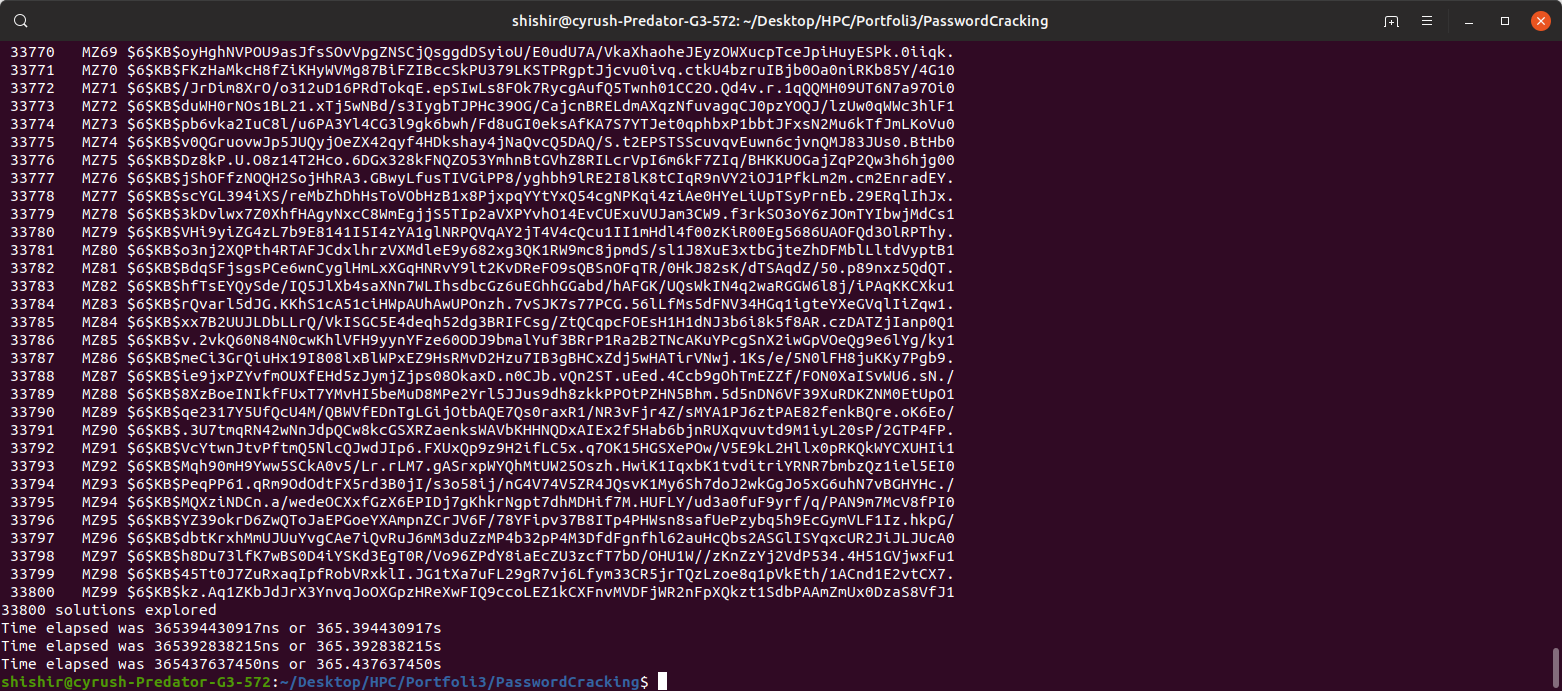 shishir@cyrush-Predator-G3-572: ~/Desktop/HPC/Portfoli3/PasswordCracking
33770 MZ69 $6$KB$oyHghNVPOU9asJfsSOvVpgZNSCjQsggdDSyioU/E0udU7A/VkaXhaoheJEyzOWXucpTceJpiHuyESPk.0iiqk.
33771 MZ70 $6$KB$FKzHaMkcH8fZiKHyWVMg87BiFZIBccSkPU379LKSTPRgptJjcvu0ivq.ctkU4bzruIBjb0Oa0niRKb85Y/4G10
33772 MZ71 $6$KB$/JrDim8XrO/o312uD16PRdTokqE.epSIwLs8FOk7RycgAufQ5Twnh01CC2O.Qd4v.r.1qQQMH09UT6N7a97Oi0
33773 MZ72 $6$KB$duWH0rNOs1BL21.xTj5wNBd/s3IygbTJPHc39OG/CajcnBRELdmAXqzNfuvagqCJ0pzYOQJ/lzUw0qWWc3hlF1
33774 MZ73 $6$KB$pb6vka2IuC8l/u6PA3Yl4CG3l9gk6bwh/Fd8uGI0eksAfKA7S7YTJet0qphbxP1bbtJFxsN2Mu6kTfJmLKoVu0
33775 MZ74 $6$KB$v0QGruovwJp5JUQyjOeZX42qyf4HDkshay4jNaQvcQ5DAQ/S.t2EPSTSScuvqvEuwn6cjvnQMJ83JUs0.BtHb0
33776 MZ75 $6$KB$Dz8kP.U.O8z14T2Hco.6DGx328kFNQZO53YmhnBtGVhZ8RILcrVpI6m6kF7ZIq/BHKKUOGajZqP2Qw3h6hjg00
33777 MZ76 $6$KB$jShOFfzNOQH2SojHhRA3.GBwyLfusTIVGiPP8/yghbh9lRE2I8lK8tCIqR9nVY2iOJ1PfkLm2m.cm2EnradEY.
33778 MZ77 $6$KB$scYGL394iXS/reMbZhDhHsToVObHzB1x8PjxpqYYtYxQ54cgNPKqi4ziAe0HYeLiUpTSyPrnEb.29ERqlIhJx.
33779 MZ78 $6$KB$3kDvlwx7Z0XhfHAgyNxcC8WmEgjjS5TIp2aVXPYvhO14EvCUExuVUJam3CW9.f3rkSO3oY6zJOmTYIbwjMdCs1
33780 MZ79 $6$KB$VHi9yiZG4zL7b9E8141I5I4zYA1glNRPQVqAY2jT4V4cQcu1II1mHdl4f00zKiR00Eg5686UAOFQd3OlRPThy.
33781 MZ80 $6$KB$o3nj2XQPth4RTAFJCdxlhrzVXMdleE9y682xg3QK1RW9mc8jpmdS/sl1J8XuE3xtbGjteZhDFMblLltdVyptB1
33782 MZ81 $6$KB$BdqSFjsgsPCe6wnCyglHmLxXGqHNRvY9lt2KvDReFO9sQBSnOFqTR/0HkJ82sK/dTSAqdZ/50.p89nxz5QdQT.
33783 MZ82 $6$KB$hfTsEYQySde/IQ5JlXb4saXNn7WLIhsdbcGz6uEGhhGGabd/hAFGK/UQsWkIN4q2waRGGW6l8j/iPAqKKCXku1
33784 MZ83 $6$KB$rQvarl5dJG.KKhS1cA51ciHWpAUhAwUPOnzh.7vSJK7s77PCG.56lLfMs5dFNV34HGq1igteYXeGVqlIiZqw1.
33785 MZ84 $6$KB$xx7B2UUJLDbLLrQ/VkISGC5E4deqh52dg3BRIFCsg/ZtQCqpcFOEsH1H1dNJ3b6i8k5f8AR.czDATZjIanp0Q1
33786 MZ85 $6$KB$v.2vkQ60N84N0cwKhlVFH9yynYFze60ODJ9bmalYuf3BRrP1Ra2B2TNcAKuYPcgSnX2iwGpVOeQg9e6lYg/ky1
33787 MZ86 $6$KB$meCi3GrQiuHx19I808lxBlWPxEZ9HsRMvD2Hzu7IB3gBHCxZdj5wHATirVNwj.1Ks/e/5N0lFH8juKKy7Pgb9.
33788 MZ87 $6$KB$ie9jxPZYvfmOUXfEHd5zJymjZjps08OkaxD.n0CJb.vQn2ST.uEed.4Ccb9gOhTmEZZf/FON0XaISvWU6.sN./
33789 MZ88 $6$KB$8XzBoeINIkfFUxT7YMvHI5beMuD8MPe2Yrl5JJus9dh8zkkPPOtPZHN5Bhm.5d5nDN6VF39XuRDKZNM0EtUpO1
33790 MZ89 $6$KB$qe2317Y5UfQcU4M/QBWVfEDnTgLGijOtbAQE7Qs0raxR1/NR3vFjr4Z/sMYA1PJ6ztPAE82fenkBQre.oK6Eo/
33791 MZ90 $6$KB$.3U7tmqRN42wNnJdpQCw8kcGSXRZaenksWAVbKHHNQDxAIEx2f5Hab6bjnRUXqvuvtd9M1iyL20sP/2GTP4FP.
33792 MZ91 $6$KB$VcYtwnJtvPftmQ5NlcQJwdJIp6.FXUxQp9z9H2ifLC5x.q7OK15HGSXePOw/V5E9kL2Hllx0pRKQkWYCXUHIi1
33793 MZ92 $6$KB$Mqh90mH9Yww5SCkA0v5/Lr.rLM7.gASrxpWYQhMtUW25Oszh.HwiK1IqxbK1tvditriYRNR7bmbzQz1iel5EI0
33794 MZ93 $6$KB$PeqPP61.qRm9OdOdtFX5rd3B0jI/s3o58ij/nG4V74V5ZR4JQsvK1My6Sh7doJ2wkGgJo5xG6uhN7vBGHYHc./
33795 MZ94 $6$KB$MQXziNDCn.a/wedeOCXxfGzX6EPIDj7gKhkrNgpt7dhMDHif7M.HUFLY/ud3a0fuF9yrf/q/PAN9m7McV8fPI0
33796 MZ95 $6$KB$YZ39okrD6ZwQToJaEPGoeYXAmpnZCrJV6F/78YFipv37B8ITp4PHWsn8safUePzybq5h9EcGymVLF1Iz.hkpG/
33797 MZ96 $6$KB$dbtKrxhMmUJUuYvgCAe7iQvRuJ6mM3duZzMP4b32pP4M3DfdFgnfhl62auHcQbs2ASGlISYqxcUR2JiJLJUcA0
33798 MZ97 $6$KB$h8Du73lfK7wBS0D4iYSKd3EgT0R/Vo96ZPdY8iaEcZU3zcfT7bD/OHU1W//zKnZzYj2VdP534.4H51GVjwxFu1
33799 MZ98 $6$KB$45Tt0J7ZuRxaqIpfRobVRxklI.JG1tXa7uFL29gR7vj6Lfym33CR5jrTQzLzoe8q1pVkEth/1ACnd1E2vtCX7.
33800 MZ99 $6$KB$kz.Aq1ZKbJdJrX3YnvqJoOXGpzHReXwFIQ9ccoLEZ1kCXFnvMVDFjWR2nFpXQkzt1SdbPAAmZmUx0DzaS8VfJ1
33800 solutions explored
Time elapsed was 365394430917ns or 365.394430917s
Time elapsed was 365392838215ns or 365.392838215s
Time elapsed was 365437637450ns or 365.437637450s
shishir@cyrush-Predator-G3-572:~/Desktop/HPC/Portfoli3/PasswordCracking$